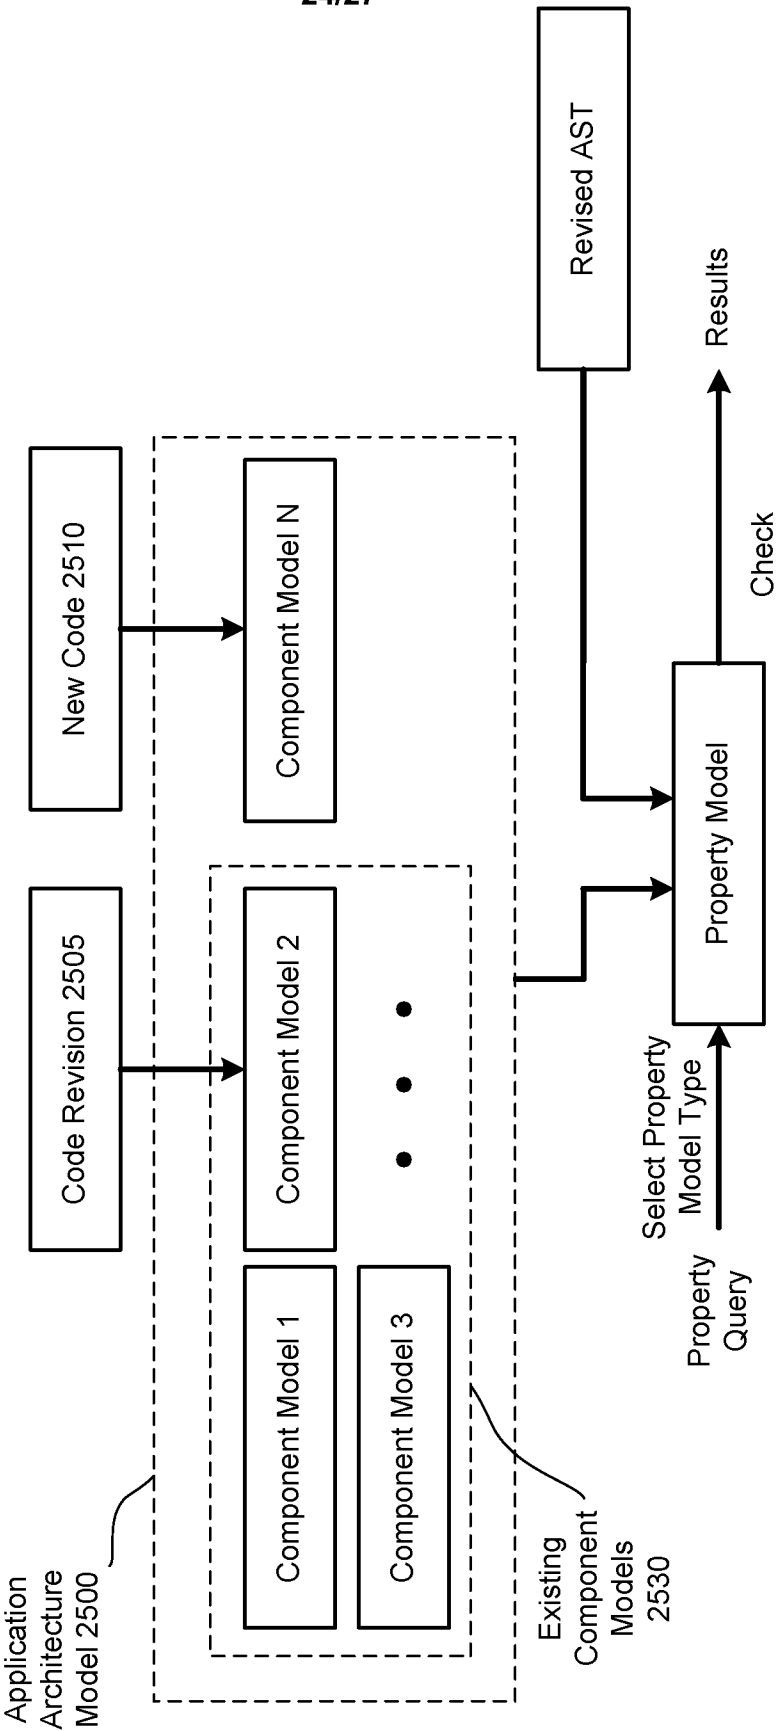 24/27
Application
Architecture
Model 2500
Code Revision 2505
New Code 2510
Component Model 1
Component Model 2
Component Model N
Component Model 3
Existing
Component
Models
2530
Revised AST
Property
Query
Select Property
Model Type
Property Model
Check
Results